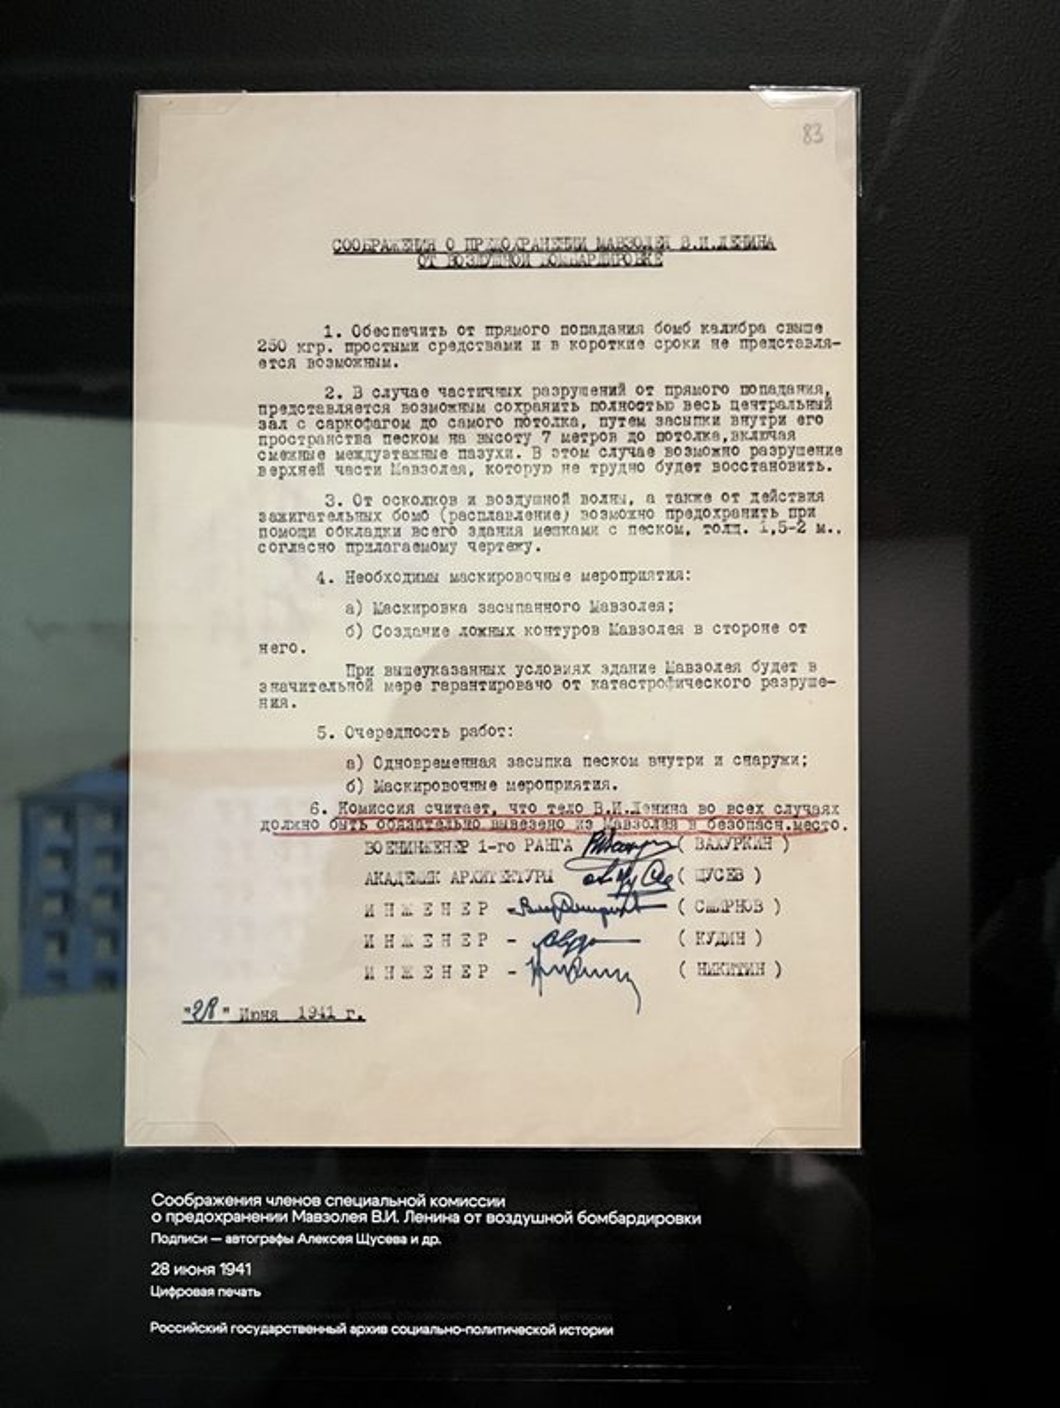 83
СООБРАЖЕНИЯ О ПРЕДОХРАНЕНИИ МАВЗОЛЕЯ В.И.ЛЕНИНА
ОТ ВОЗДУШНОЙ БОМБАРДИРОВКИ
1. Обеспечить от прямого попадания бомб калибра свыше
250 кгр. простыми средствами и в короткие сроки не представля-
ется возможным.
2. В случае частичных разрушений от прямого попадания,
представляется возможным сохранить полностью весь центральный
зал с саркофагом до самого потолка, путем засыпки внутри его
пространства песком на высоту 7 метров до потолка,включая
смежные междуэтажные пазухи. В этом случае возможно разрушение
верхней части Мавзолея, которую не трудно будет восстановить.
3. От осколков и воздушной волны, а также от действия
зажигательных бомб (расплавление) возможно предохранить при
помощи обкладки всего здания мешками с песком, толщ. 1,5-2 м.,
согласно прилагаемому чертежу.
4. Необходимы маскировочные мероприятия:
а) Маскировка засыпанного Мавзолея;
б) Создание ложных контуров Мавзолея в стороне от
него.
При вышеуказанных условиях здание Мавзолея будет в
значительной мере гарантировано от катастрофического разруше-
ния.
5. Очередность работ:
а) Одновременная засыпка песком внутри и снаружи;
б) Маскировочные мероприятия.
6. Комиссия считает, что тело В.И.Ленина во всех случаях
должно быть обязательно вывезено из Мавзолея в безопасн.место.
ВОЕНИНЖЕНЕР 1-го РАНГА ( ВАХУРКИН )
АКАДЕМИК АРХИТЕКТУРЫ ( ЩУСЕВ )
ИНЖЕНЕР - ( СМИРНОВ )
ИНЖЕНЕР - ( КУДИН )
ИНЖЕНЕР - ( НИКИТИН )
"28" Июня 1941 г.
Соображения членов специальной комиссии
о предохранении Мавзолея В.И. Ленина от воздушной бомбардировки
Подписи — автографы Алексея Щусева и др.
28 июня 1941
Цифровая печать
Российский государственный архив социально-политической истории